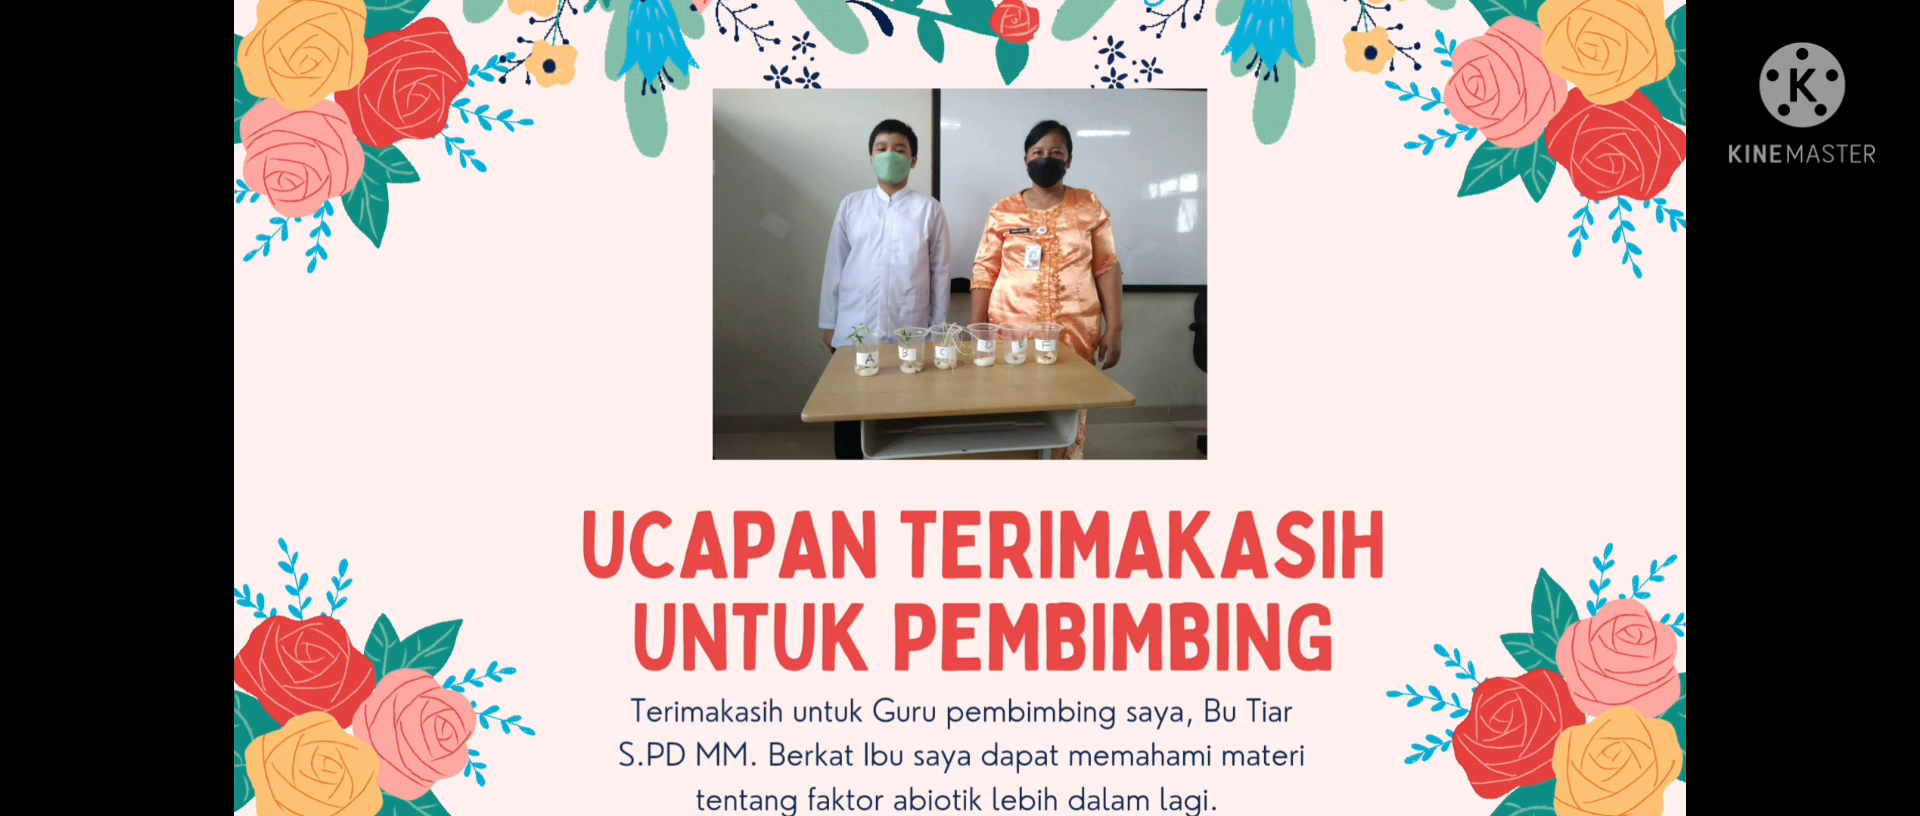 KINEMASTER
A B C D E F
UCAPAN TERIMAKASIH
UNTUK PEMBIMBING
Terimakasih untuk Guru pembimbing saya, Bu Tiar
S.PD MM. Berkat Ibu saya dapat memahami materi
tentang faktor abiotik lebih dalam lagi.